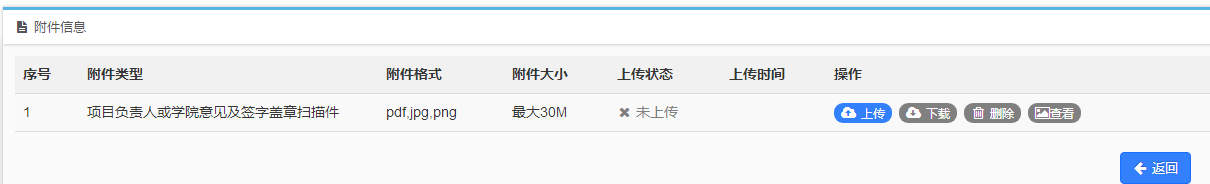 附件信息
序号 附件类型 附件格式 附件大小 上传状态 上传时间 操作
1 项目负责人或学院意见及签字盖章扫描件 pdf,jpg,png 最大30M 未上传 上传 下载 删除 查看
返回